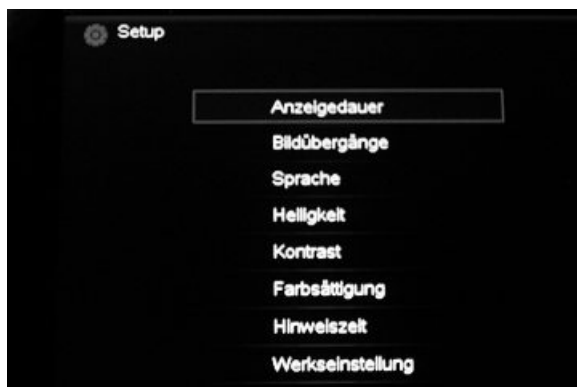 Setup
Anzeigedauer
Bildübergänge
Sprache
Helligkeit
Kontrast
Farbsättigung
Hinweiszeit
Werkseinstellung